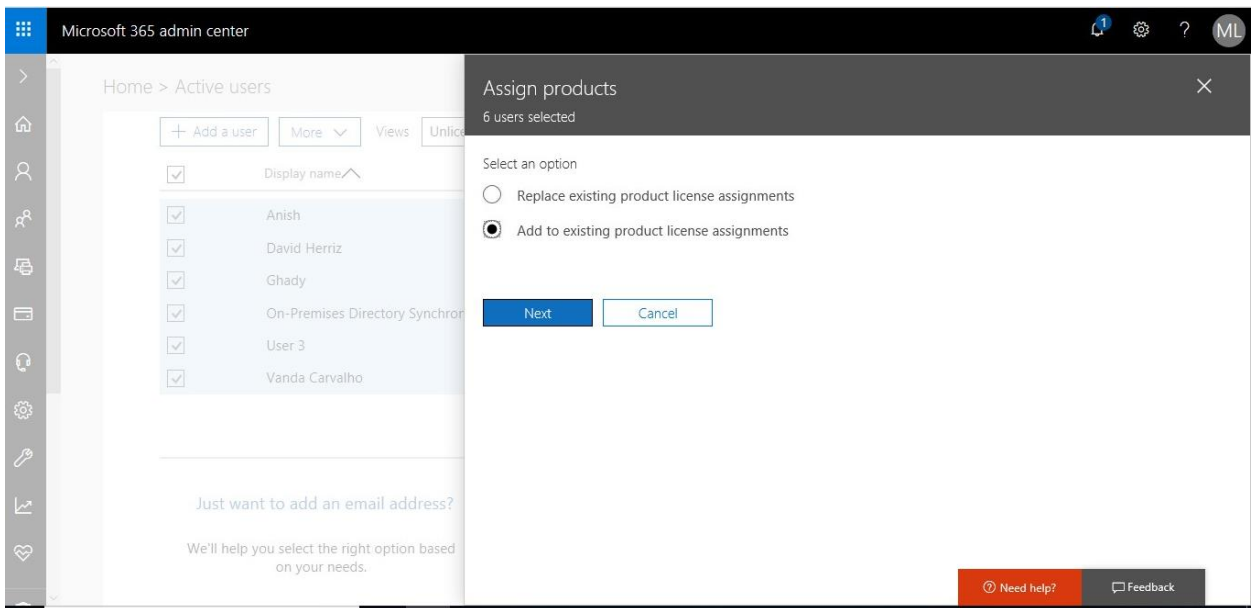 Microsoft 365 admin center
1
?
ML
Home > Active users
+ Add a user
More
Views
Unlice
Display name
Anish
David Herriz
Ghady
On-Premises Directory Synchror
User 3
Vanda Carvalho
Just want to add an email address?
We'll help you select the right option based
on your needs.
Assign products
6 users selected
Select an option
Replace existing product license assignments
Add to existing product license assignments
Next
Cancel
Need help?
Feedback